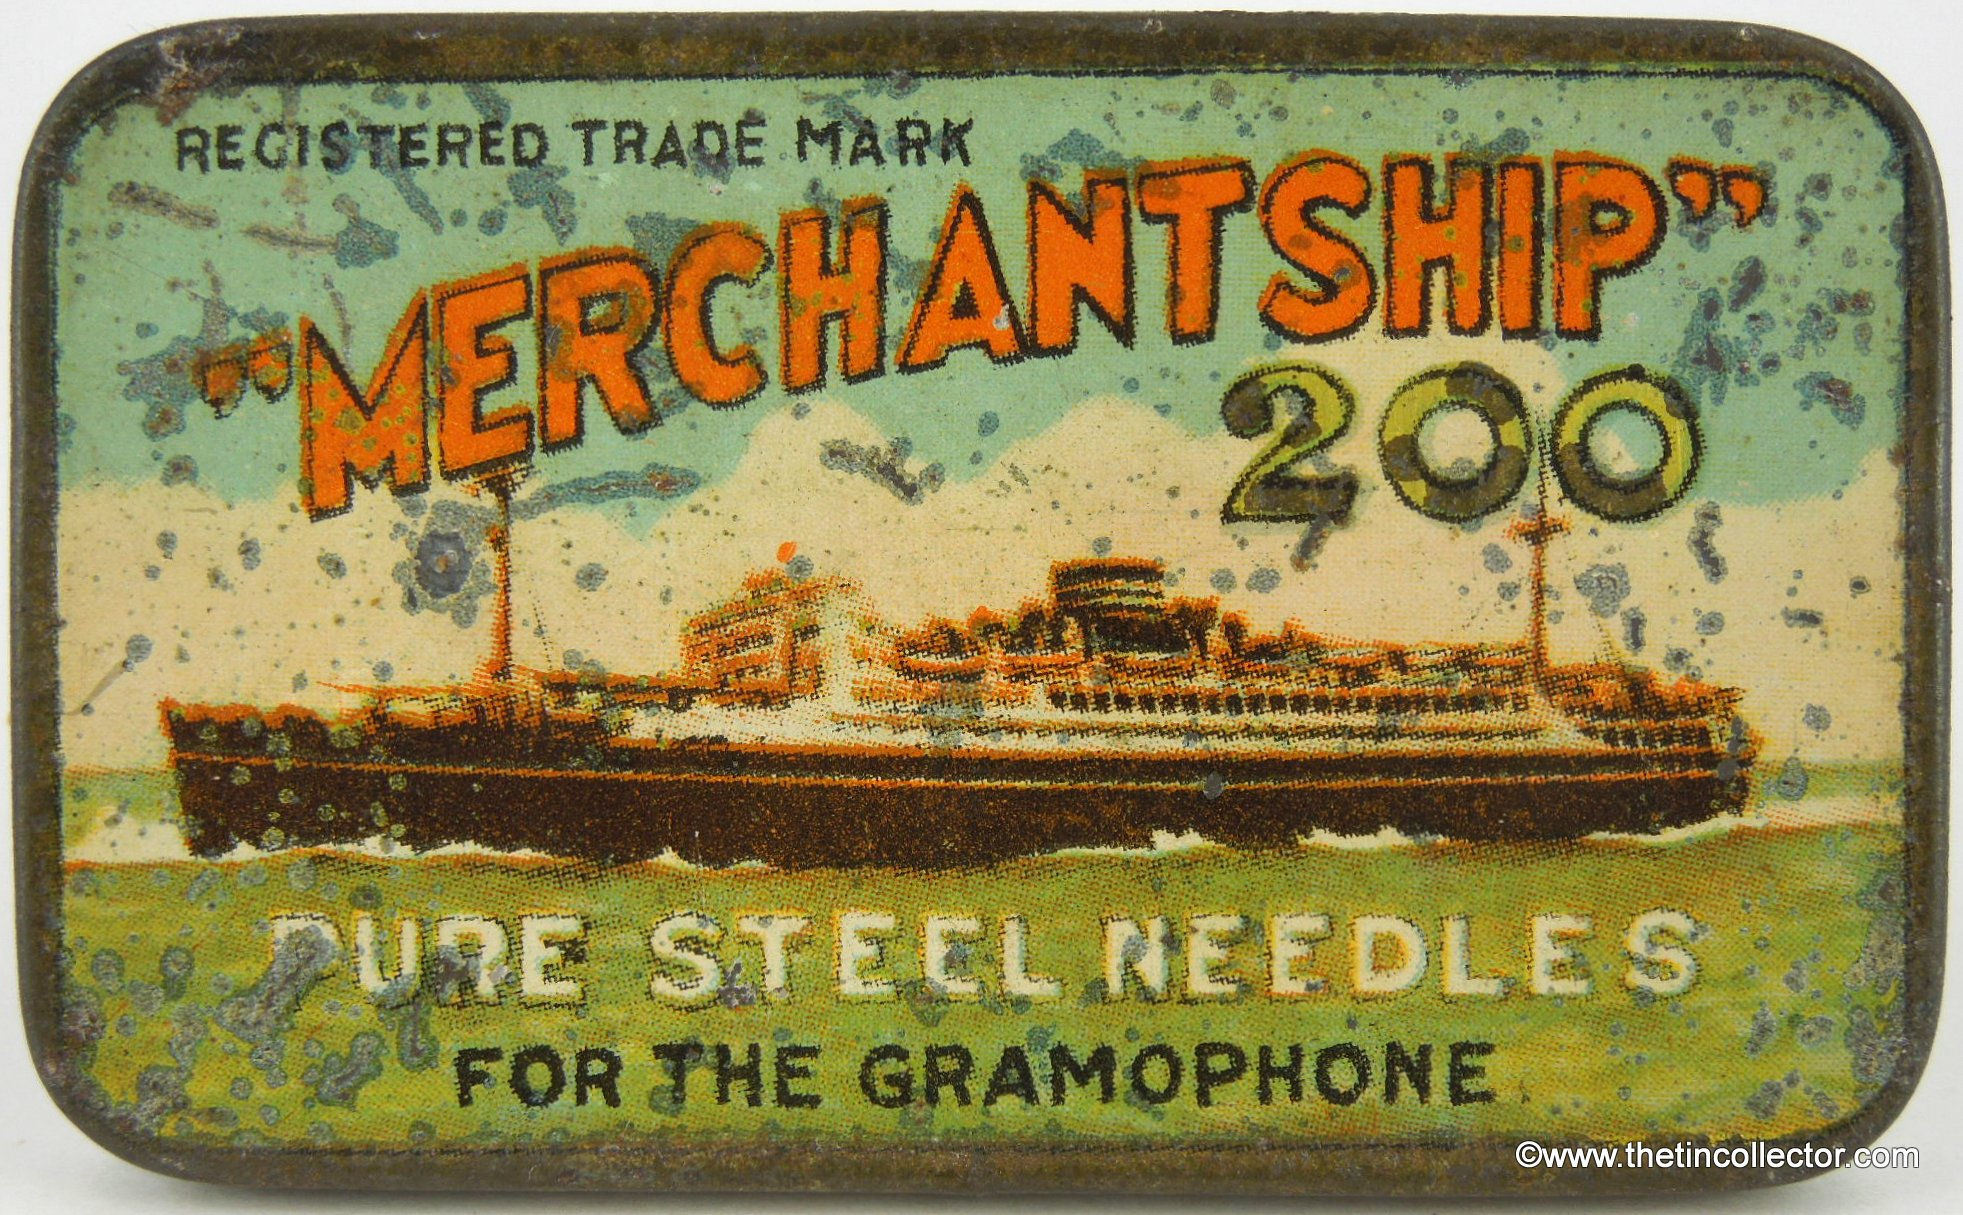 REGISTERED TRADE MARK
"MERCHANTSHIP"
200
PURE STEEL NEEDLES
FOR THE GRAMOPHONE
©www.thetincollector.com